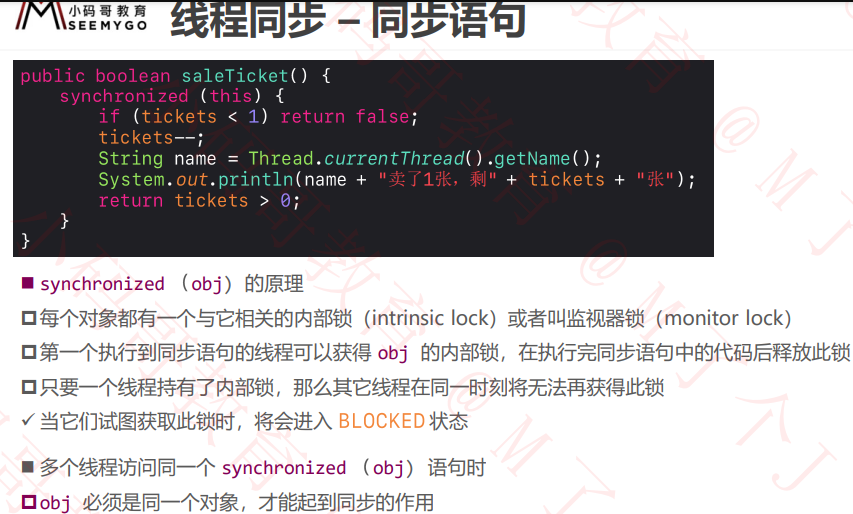 小码哥教育
SEEMYGO
线程同步 – 同步语句
public boolean saleTicket() {
    synchronized (this) {
        if (tickets < 1) return false;
        tickets--;
        String name = Thread.currentThread().getName();
        System.out.println(name + "卖了1张，剩" + tickets + "张");
        return tickets > 0;
    }
}
■ synchronized （obj）的原理
每个对象都有一个与它相关的内部锁（intrinsic lock）或者叫监视器锁（monitor lock）
第一个执行到同步语句的线程可以获得 obj 的内部锁，在执行完同步语句中的代码后释放此锁
只要一个线程持有了内部锁，那么其它线程在同一时刻将无法再获得此锁
✓ 当它们试图获取此锁时，将会进入 BLOCKED 状态
■ 多个线程访问同一个 synchronized （obj）语句时
obj 必须是同一个对象，才能起到同步的作用